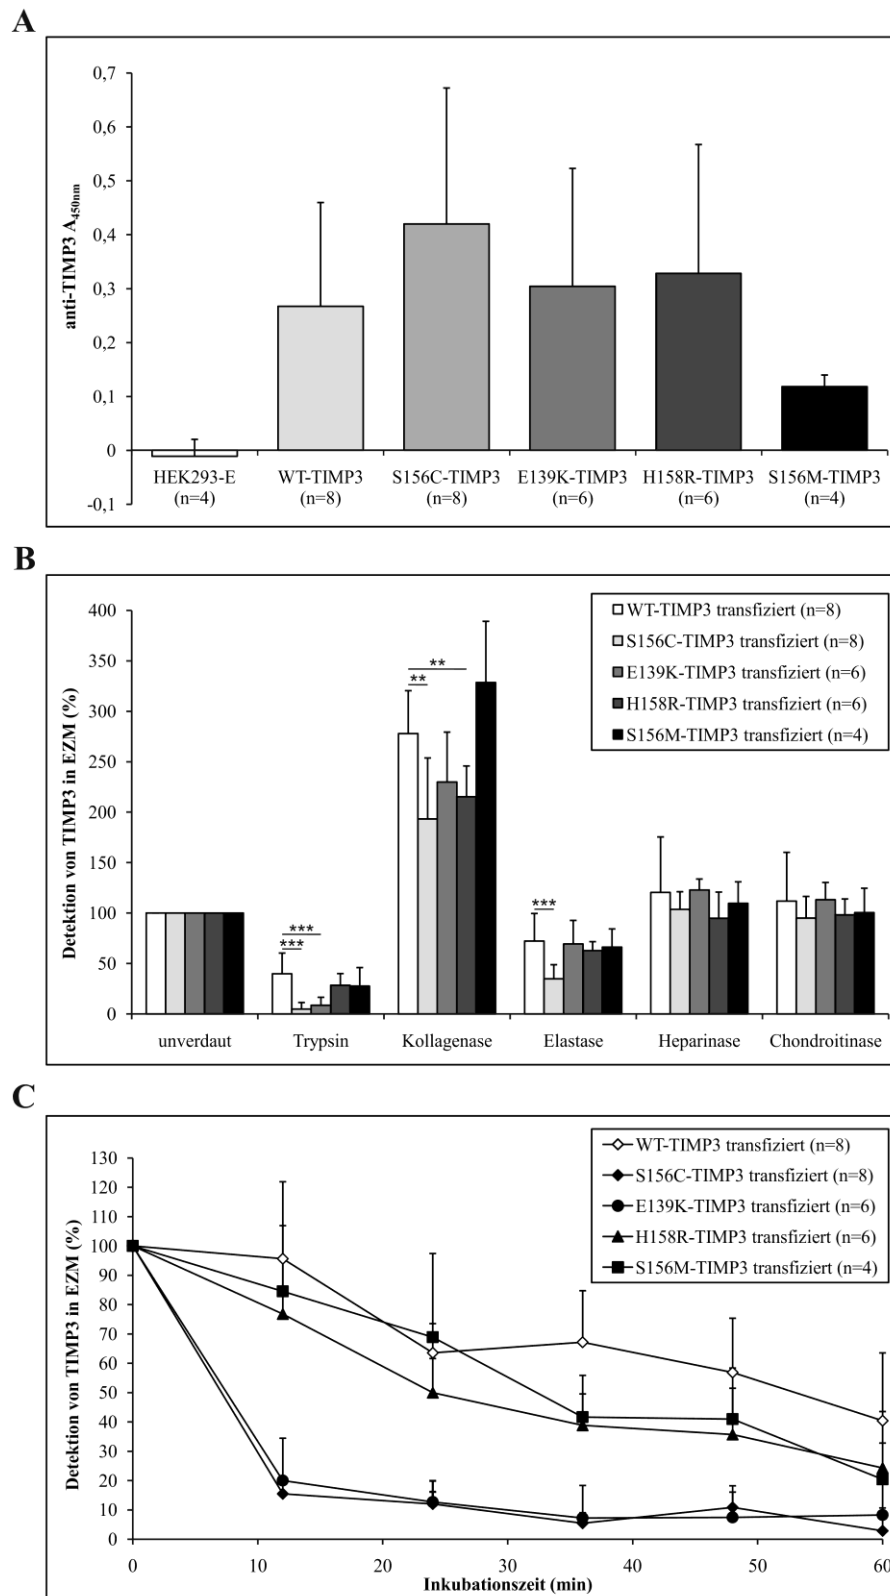 A
0,7
0,6
0,5
0,4
0,3
0,2
0,1
0
-0,1
anti-TIMP3 A450nm
HEK293-E WT-TIMP3 S156C-TIMP3 E139K-TIMP3 H158R-TIMP3 S156M-TIMP3
(n=4) (n=8) (n=8) (n=6) (n=6) (n=4)
B
400
350
300
250
200
150
100
50
0
Detektion von TIMP3 in EZM (%)
WT-TIMP3 transfiziert (n=8)
S156C-TIMP3 transfiziert (n=8)
E139K-TIMP3 transfiziert (n=6)
H158R-TIMP3 transfiziert (n=6)
S156M-TIMP3 transfiziert (n=4)
***
***
**
**
***
unverdaut Trypsin Kollagenase Elastase Heparinase Chondroitinase
C
130
120
110
100
90
80
70
60
50
40
30
20
10
0
Detektion von TIMP3 in EZM (%)
WT-TIMP3 transfiziert (n=8)
S156C-TIMP3 transfiziert (n=8)
E139K-TIMP3 transfiziert (n=6)
H158R-TIMP3 transfiziert (n=6)
S156M-TIMP3 transfiziert (n=4)
0 10 20 30 40 50 60
Inkubationszeit (min)